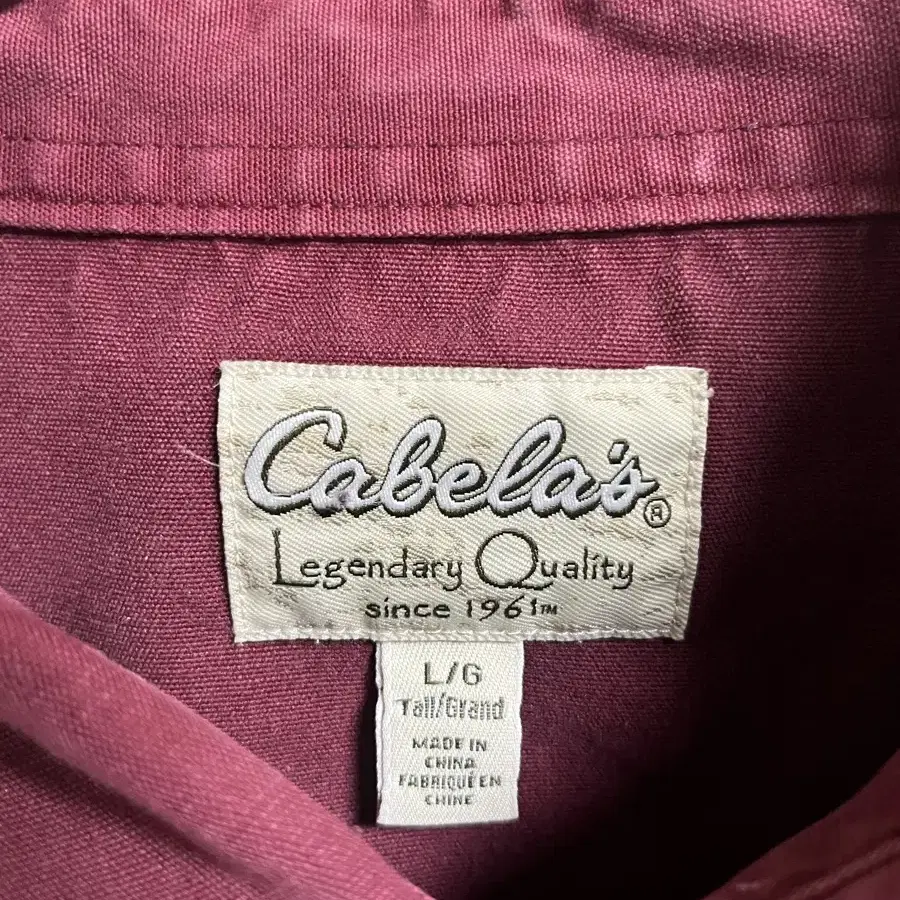 Cabela's®
Legendary Quality
since 1961™
L/G
Tall/Grand
MADE IN
CHINA
FABRIQUÉ EN
CHINE